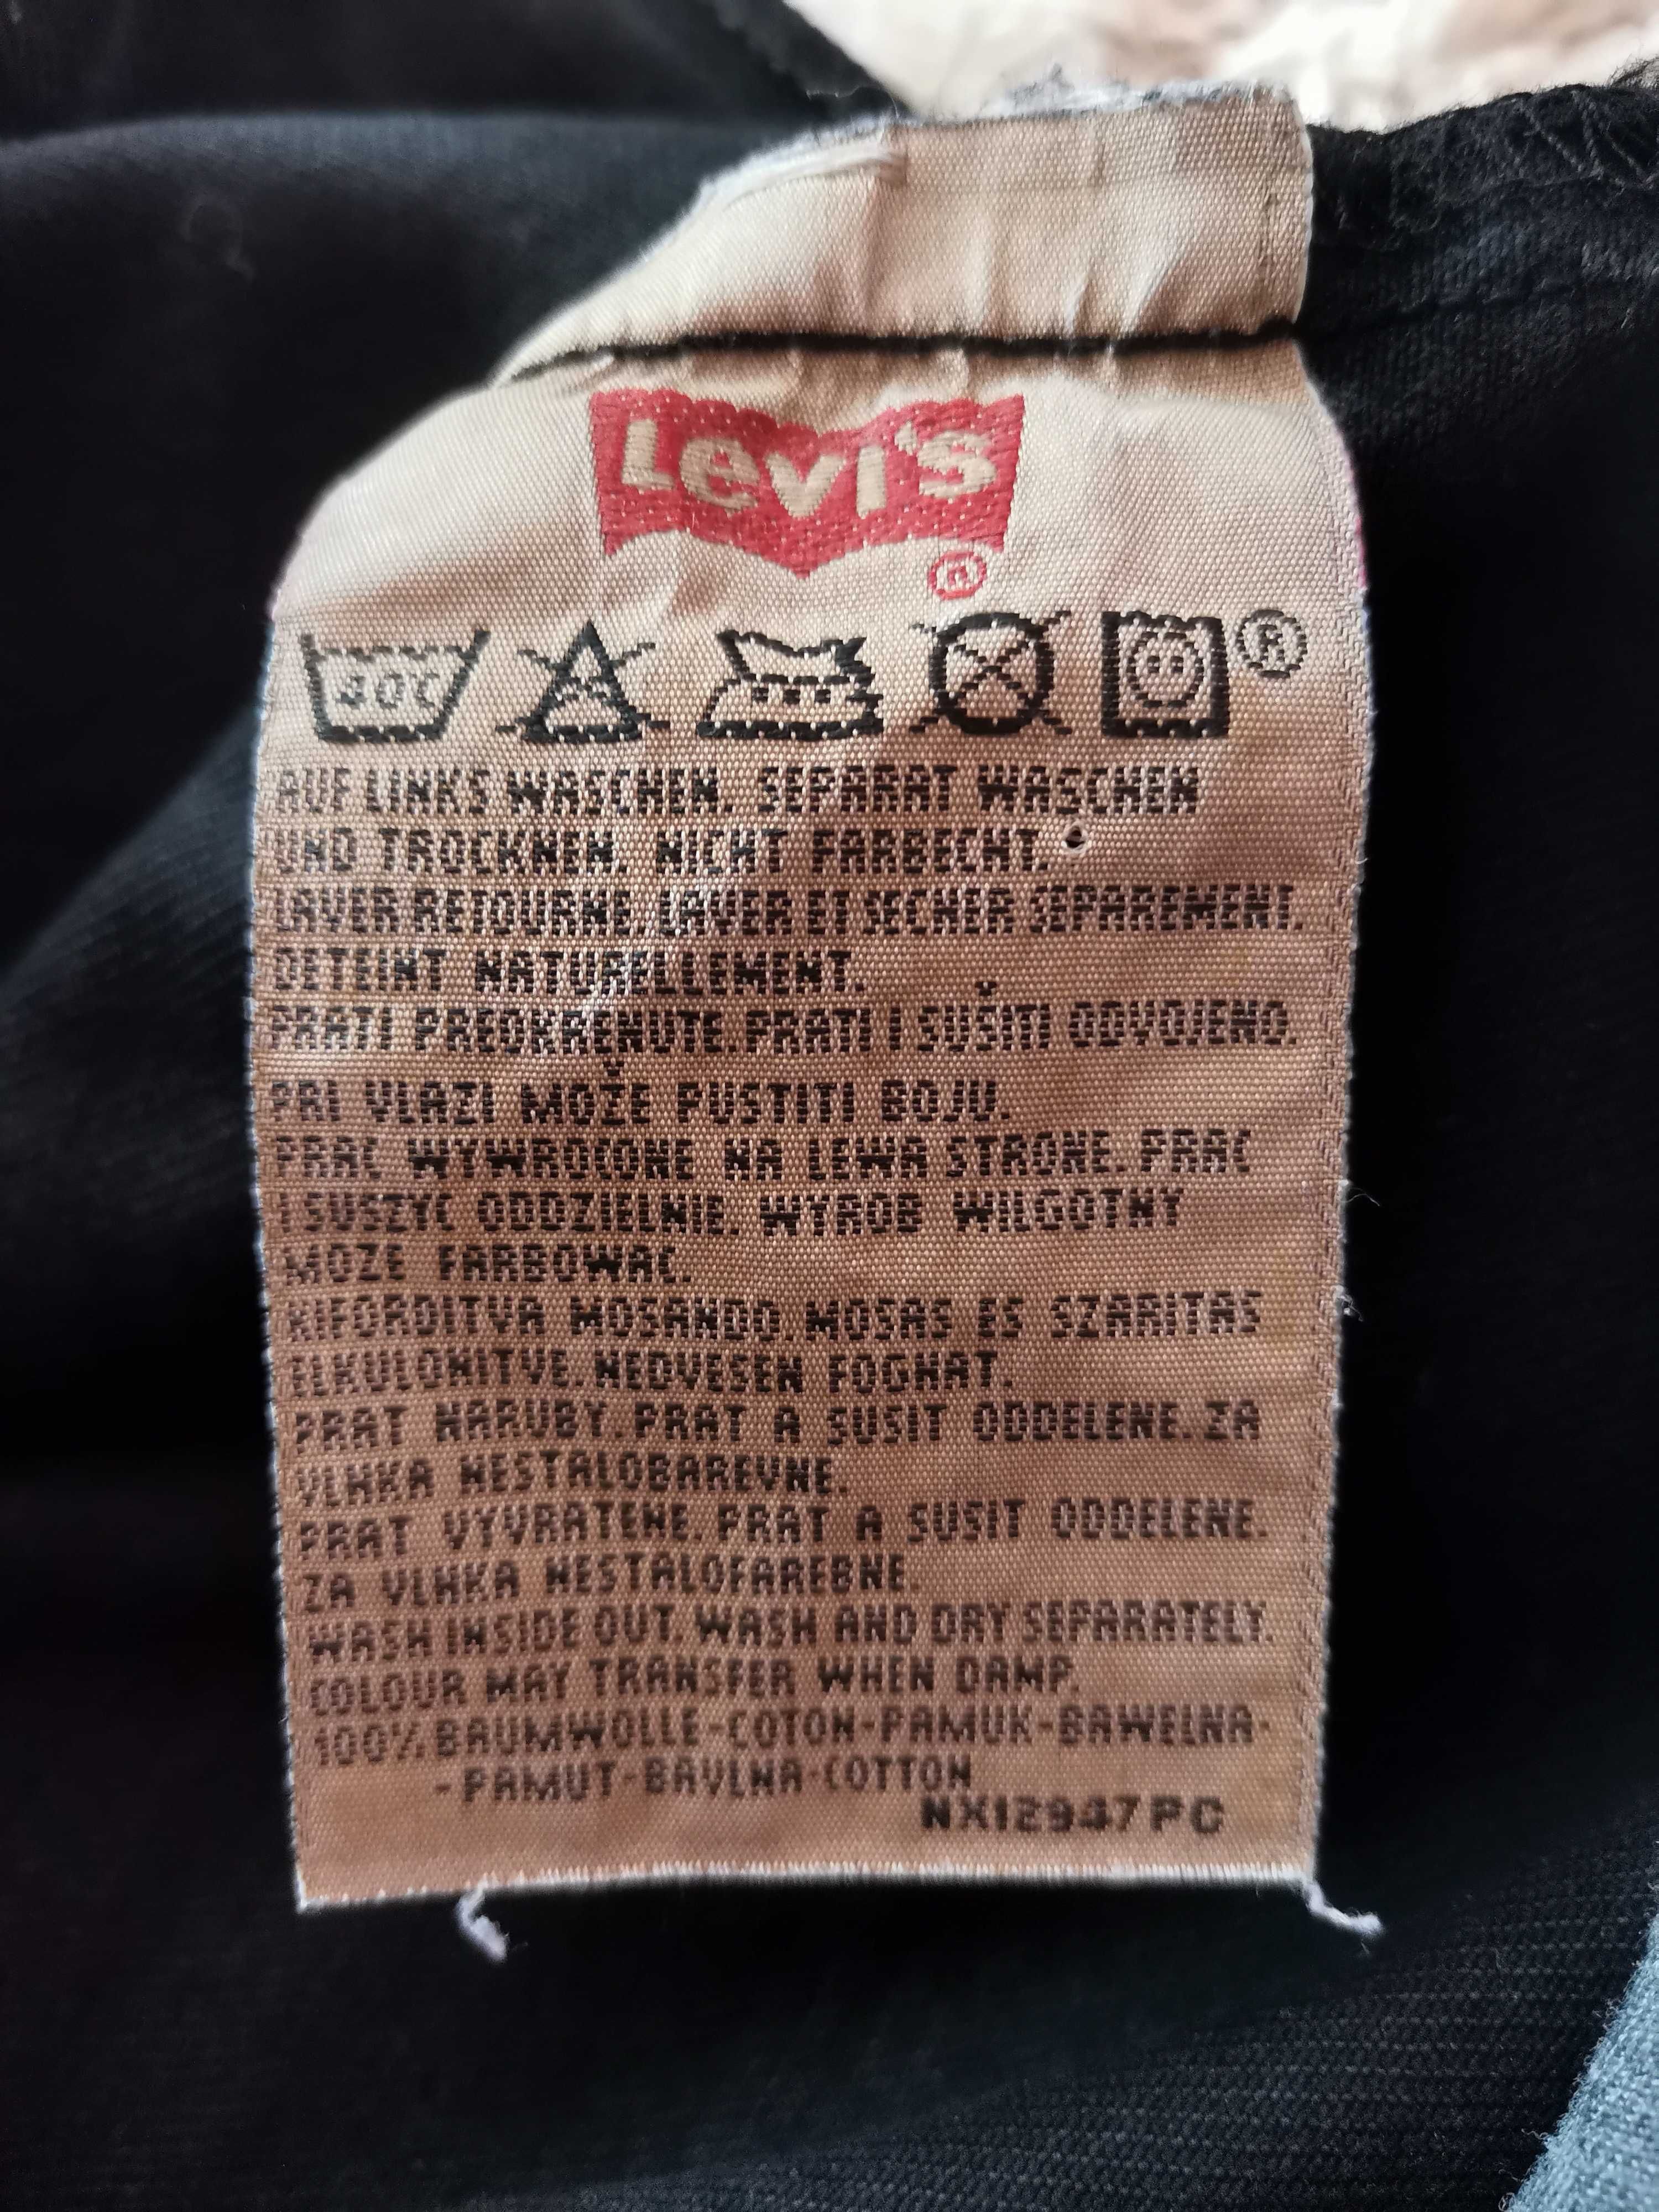 Levi's
®
40°C ®
AUF LINKS WASCHEN. SEPARAT WASCHEN
UND TROCKNEN. NICHT FARBECHT.
LAVER RETOURNE. LAVER ET SECHER SEPAREMENT.
DETEINT NATURELLEMENT.
PRATI PREOKRENUTE. PRATI I SUŠITI ODVOJENO.
PRI VLAZI MOŽE PUSTITI BOJU.
PRAC WYWROCONE NA LEWA STRONE. PRAC
I SUSZYC ODDZIELNIE. WYROB WILGOTNY
MOZE FARBOWAC.
KIFORDITVA MOSANDO. MOSAS ES SZARITAS
ELKULONITVE. NEDVESEN FOGHAT.
PRAT NARUBY. PRAT A SUSIT ODDELENE. ZA
VLHKA NESTALOBAREVNE.
PRAT VYVRATENE. PRAT A SUSIT ODDELENE.
ZA VLHKA NESTALOFAREBNE.
WASH INSIDE OUT. WASH AND DRY SEPARATELY.
COLOUR MAY TRANSFER WHEN DAMP.
100% BAUMWOLLE-COTON-PAMUK-BAWELNA-
-PAMUT-BAVLNA-COTTON
NX12947PC